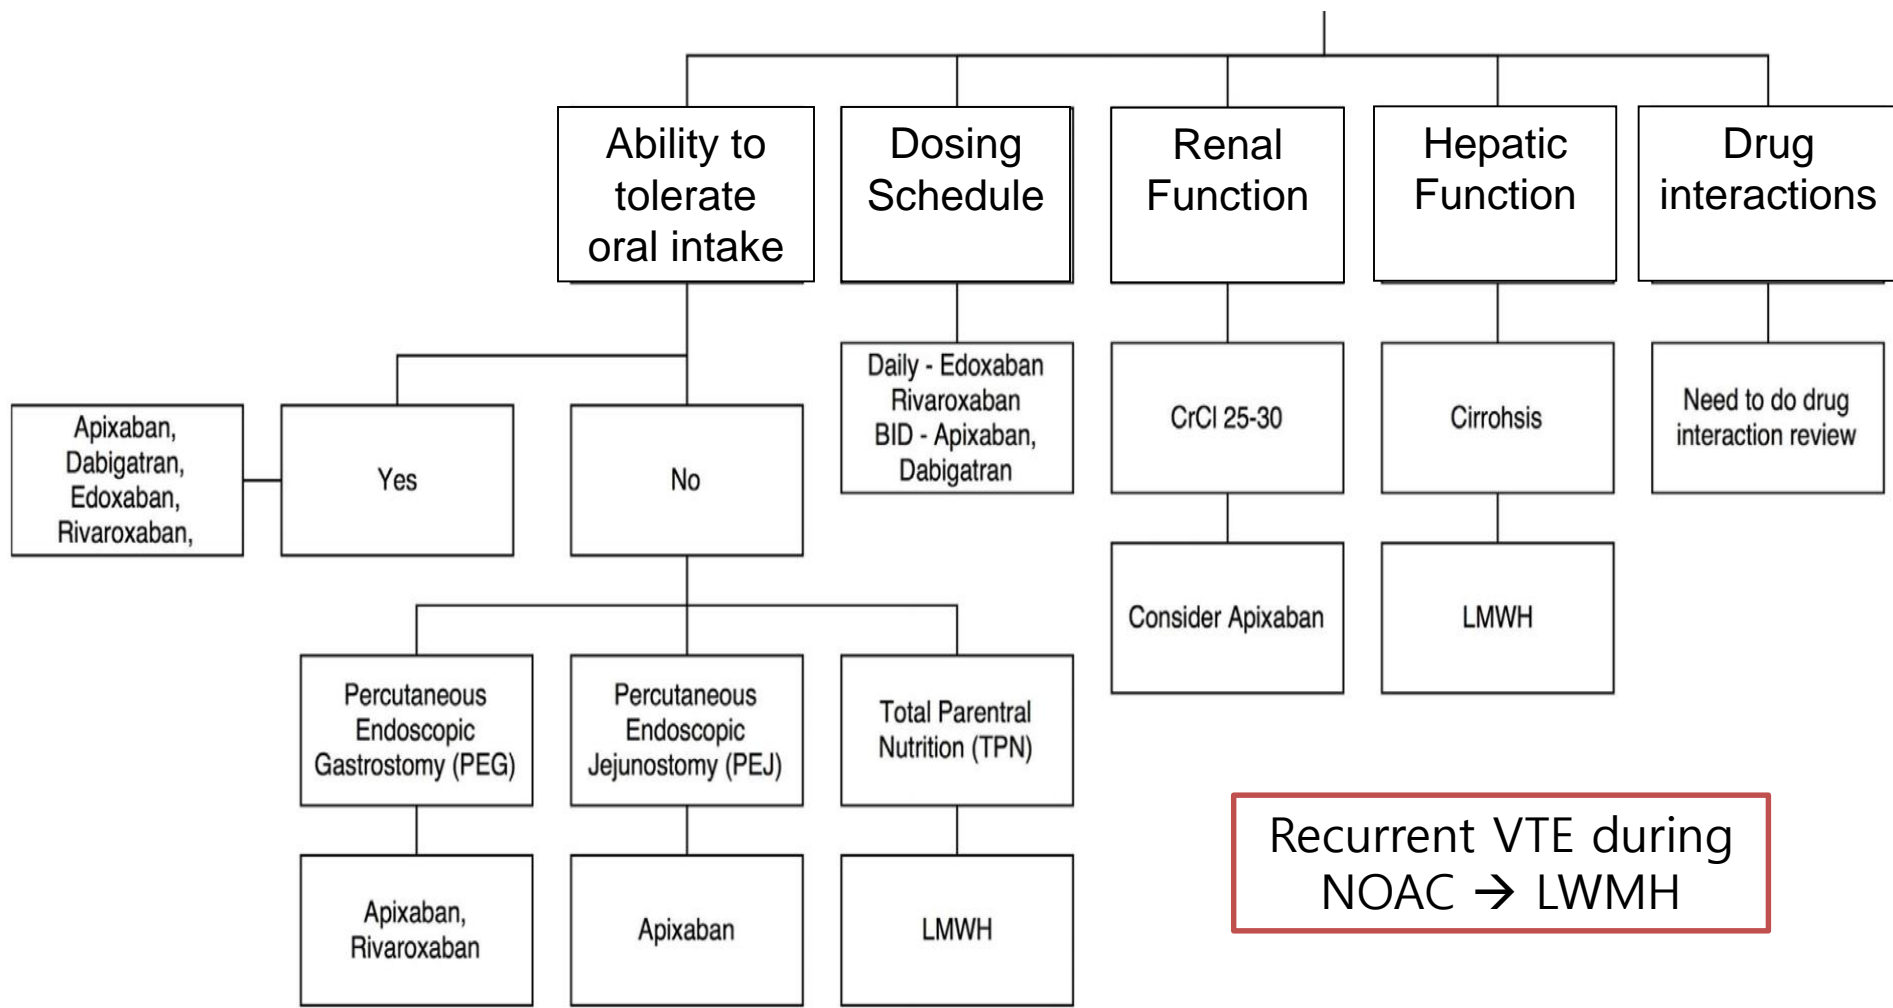 Ability to
tolerate
oral intake
Dosing
Schedule
Renal
Function
Hepatic
Function
Drug
interactions
Apixaban,
Dabigatran,
Edoxaban,
Rivaroxaban,
Yes
No
Daily - Edoxaban
Rivaroxaban
BID - Apixaban,
Dabigatran
CrCl 25-30
Cirrohsis
Need to do drug
interaction review
Consider Apixaban
LMWH
Percutaneous
Endoscopic
Gastrostomy (PEG)
Percutaneous
Endoscopic
Jejunostomy (PEJ)
Total Parentral
Nutrition (TPN)
Apixaban,
Rivaroxaban
Apixaban
LMWH
Recurrent VTE during
NOAC → LWMH